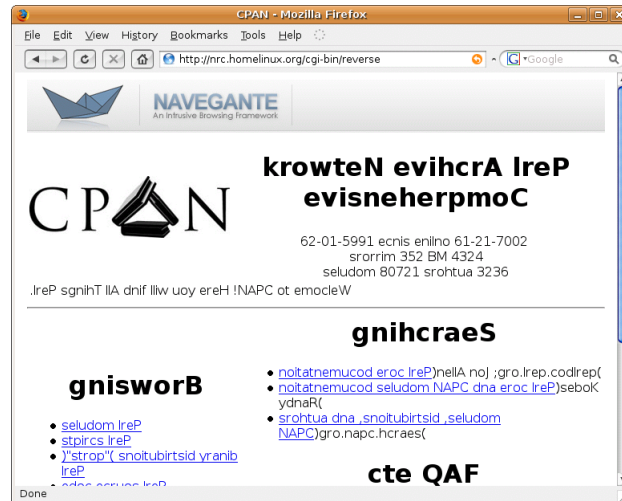 CPAN - Mozilla Firefox
File Edit View History Bookmarks Tools Help
http://nrc.homelinux.org/cgi-bin/reverse
Google
NAVEGANTE
An Intrusive Browsing Framework
CPAN
krowteN evihcrA lreP
evisneherpmoC
62-01-5991 ecnis enilno 61-21-7002
srorrim 352 BM 4324
seludom 80721 srohtua 3236
.lreP sgnihT llA dnif lliw uoy ereH !NAPC ot emocleW
gnihcraeS
noitatnemucod eroc lreP)nellA noJ ;gro.lrep.codlrep(
noitatnemucod seludom NAPC dna eroc lreP)seboK
ydnaR(
srohtua dna ,snoitubirtsid ,seludom
NAPC)gro.napc.hcraes(
gnisworB
seludom lreP
stpircs lreP
)"strop"( snoitubirtsid yranib
lreP
edoc ecruos lreP
cte QAF
Done